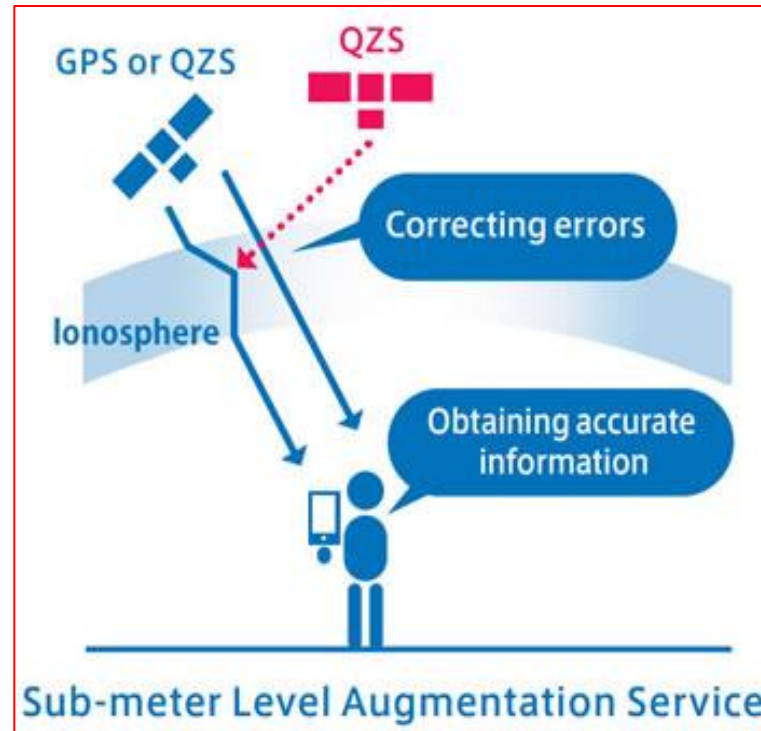 QZS
GPS or QZS
Correcting errors
Ionosphere
Obtaining accurate
information
Sub-meter Level Augmentation Service